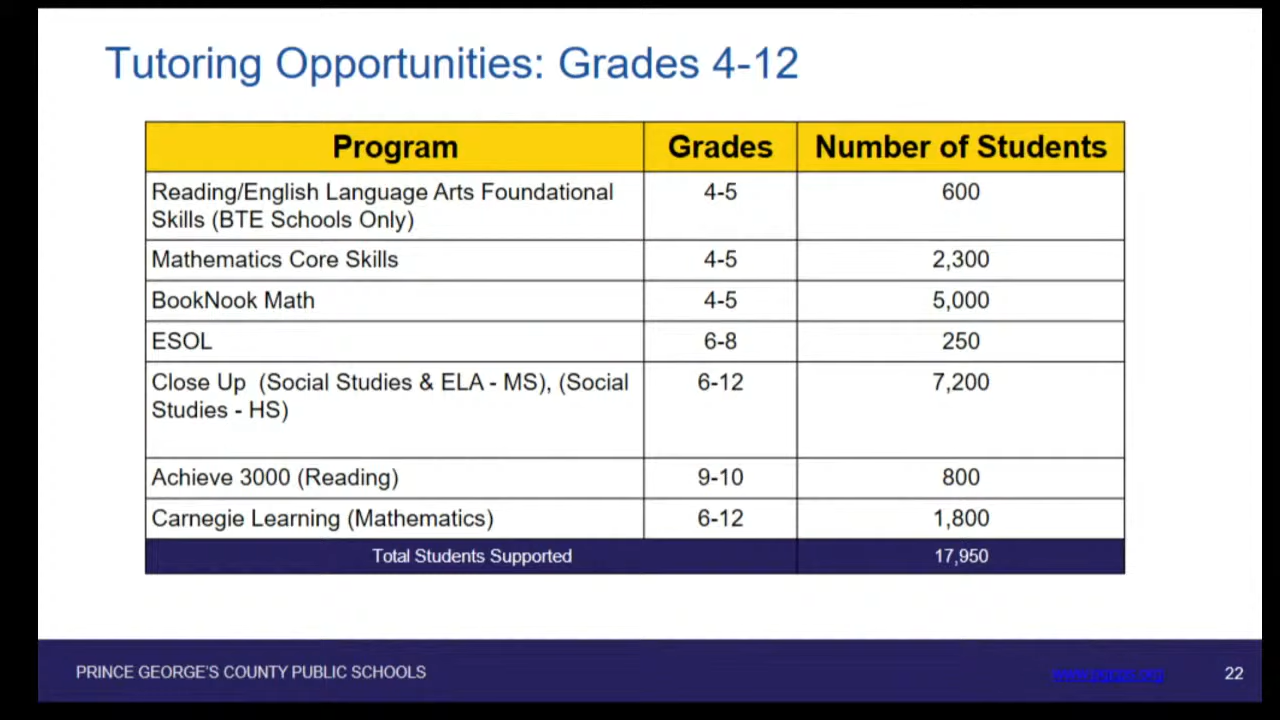 Tutoring Opportunities: Grades 4-12
Program Grades Number of Students
Reading/English Language Arts Foundational
Skills (BTE Schools Only) 4-5 600
Mathematics Core Skills 4-5 2,300
BookNook Math 4-5 5,000
ESOL 6-8 250
Close Up (Social Studies & ELA - MS), (Social
Studies - HS) 6-12 7,200
Achieve 3000 (Reading) 9-10 800
Carnegie Learning (Mathematics) 6-12 1,800
Total Students Supported 17,950
PRINCE GEORGE'S COUNTY PUBLIC SCHOOLS 22